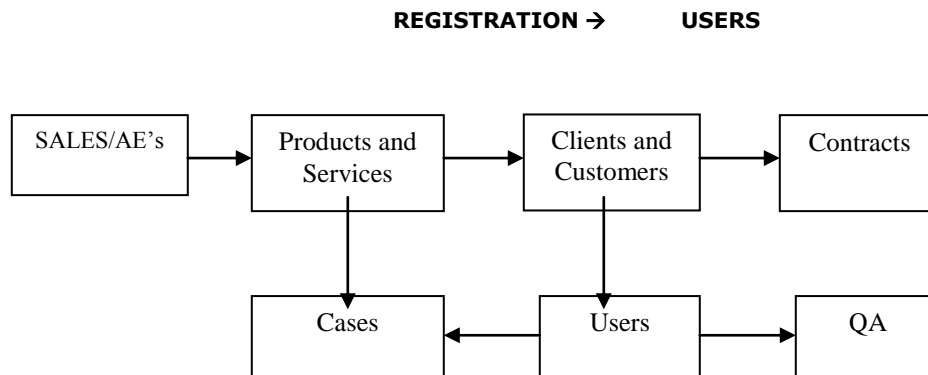 REGISTRATION → USERS
SALES/AE's
Products and
Services
Clients and
Customers
Contracts
Cases
Users
QA